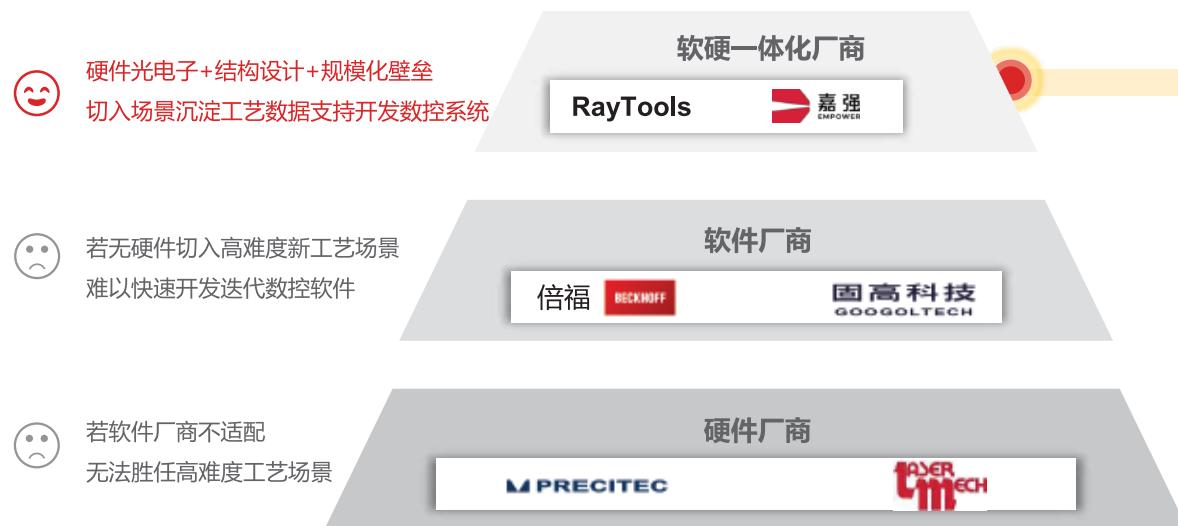 软硬一体化厂商
硬件光电子+结构设计+规模化壁垒
切入场景沉淀工艺数据支持开发数控系统
RayTools 嘉强
EMPOWER
软件厂商
若无硬件切入高难度新工艺场景
难以快速开发迭代数控软件
倍福 BECKHOFF 固高科技
GOOGOLTECH
硬件厂商
若软件厂商不适配
无法胜任高难度工艺场景
PRECITEC LASER
MECH